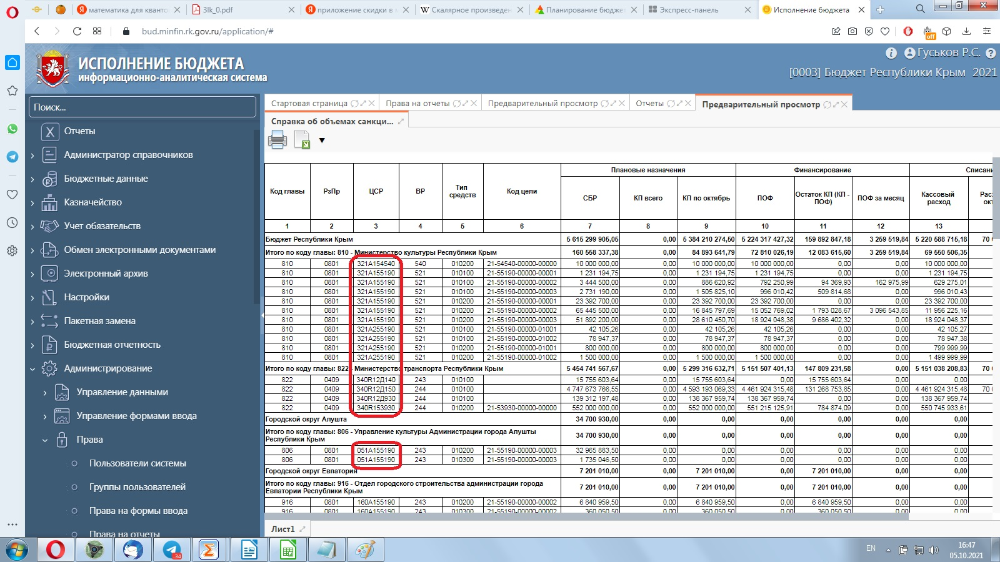 математика для кванто
3lk_0.pdf
приложение скидки в м
Скалярное произведен
Планирование бюджет
Экспресс-панель
Исполнение бюджета
bud.minfin.rk.gov.ru/application/#
off
ИСПОЛНЕНИЕ БЮДЖЕТА
информационно-аналитическая система
Гуськов Р.С.
[0003] Бюджет Республики Крым 2021
Поиск...
Отчеты
Администратор справочников
Бюджетные данные
Казначейство
Учет обязательств
Обмен электронными документами
Электронный архив
Настройки
Пакетная замена
Бюджетная отчетность
Администрирование
Управление данными
Управление формами ввода
Права
Пользователи системы
Группы пользователей
Права на формы ввода
Права на отчеты
Стартовая страница Права на отчеты Предварительный просмотр Отчеты Предварительный просмотр
Справка об объемах санкци...
Плановые назначения Финансирование Списани
Код главы РзПр ЦСР ВР Тип средств Код цели СБР КП всего КП по октябрь ПОФ Остаток КП (КП - ПОФ) ПОФ за месяц Кассовый расход Рас окт
1 2 3 4 5 6 7 8 9 10 11 12 13
Бюджет Республики Крым 5 615 299 905,05 0,00 5 384 210 274,50 5 224 317 427,32 159 892 847,18 3 259 519,84 5 220 588 715,18 70
Итого по коду главы: 810 - Министерство культуры Республики Крым 160 558 337,38 0,00 84 893 641,79 72 810 026,19 12 083 615,60 3 259 519,84 69 550 506,35
810 0801 321A154540 540 010200 21-54540-00000-00000 10 000 000,00 0,00 10 000 000,00 10 000 000,00 0,00 0,00 10 000 000,00
810 0801 321A155190 521 010100 21-55190-00000-00001 1 231 194,75 0,00 1 231 194,75 1 231 194,75 0,00 0,00 1 231 194,75
810 0801 321A155190 521 010100 21-55190-00000-00002 3 444 500,00 0,00 886 620,92 792 250,99 94 369,93 162 975,99 629 275,01
810 0801 321A155190 521 010100 21-55190-00000-00003 2 731 190,00 0,00 1 505 825,10 996 010,42 509 814,68 0,00 996 010,43
810 0801 321A155190 521 010200 21-55190-00000-00001 23 392 700,00 0,00 23 392 700,00 23 392 700,00 0,00 0,00 23 392 700,00
810 0801 321A155190 521 010200 21-55190-00000-00002 65 445 500,00 0,00 16 845 797,69 15 052 769,02 1 793 028,67 3 096 543,85 11 956 225,16
810 0801 321A155190 521 010200 21-55190-00000-00003 51 892 200,00 0,00 28 610 450,70 18 924 048,38 9 686 402,32 0,00 18 924 048,37
810 0801 321A255190 521 010100 21-55190-00000-01001 42 105,26 0,00 42 105,26 42 105,26 0,00 0,00 42 105,27
810 0801 321A255190 521 010100 21-55190-00000-01002 78 947,37 0,00 78 947,37 78 947,37 0,00 0,00 78 947,38
810 0801 321A255190 521 010200 21-55190-00000-01001 800 000,00 0,00 800 000,00 800 000,00 0,00 0,00 799 999,99
810 0801 321A255190 521 010200 21-55190-00000-01002 1 500 000,00 0,00 1 500 000,00 1 500 000,00 0,00 0,00 1 499 999,99
Итого по коду главы: 822 - Министерство транспорта Республики Крым 5 454 741 567,67 0,00 5 299 316 632,71 5 151 507 401,13 147 809 231,58 0,00 5 151 038 208,83 70
822 0409 340R12Д140 243 010100 15 755 603,64 0,00 15 755 603,64 0,00 15 755 603,64 0,00 0,00
822 0409 340R12Д150 244 010100 4 747 673 766,55 0,00 4 593 193 069,33 4 461 924 315,48 131 268 753,85 0,00 4 461 924 315,48 70
822 0409 340R12Д930 244 010100 139 312 197,48 0,00 138 367 959,74 138 367 959,74 0,00 0,00 138 367 959,74
822 0409 340R153930 244 010200 21-53930-00000-00000 552 000 000,00 0,00 552 000 000,00 551 215 125,91 784 874,09 0,00 550 745 933,61
Городской округ Алушта 34 700 930,00 0,00 0,00 0,00 0,00 0,00 0,00
Итого по коду главы: 806 - Управление культуры Администрации города Алушты Республики Крым 34 700 930,00 0,00 0,00 0,00 0,00 0,00 0,00
806 0801 051A155190 243 010200 21-55190-00000-00003 32 965 883,50 0,00 0,00 0,00 0,00 0,00 0,00
806 0801 051A155190 243 010300 21-55190-00000-00003 1 735 046,50 0,00 0,00 0,00 0,00 0,00 0,00
Городской округ Евпатория 7 201 010,00 0,00 7 201 010,00 0,00 7 201 010,00 0,00 0,00
Итого по коду главы: 916 - Отдел городского строительства администрации города Евпатории Республики Крым 7 201 010,00 0,00 7 201 010,00 0,00 7 201 010,00 0,00 0,00
916 0801 160A155190 243 010200 21-55190-00000-00002 6 840 959,50 0,00 6 840 959,50 0,00 6 840 959,50 0,00 0,00
916 0801 160A155190 243 010300 21-55190-00000-00002 360 050,50 0,00 360 050,50 0,00 360 050,50 0,00 0,00
Лист1
34
EN
16:47
05.10.2021